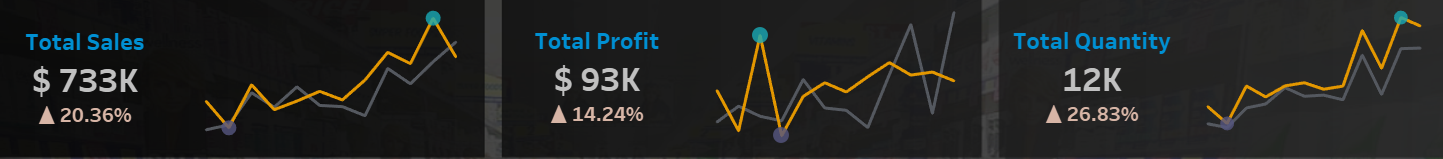 Total Sales
$ 733K
▲ 20.36%
Total Profit
$ 93K
▲ 14.24%
Total Quantity
12K
▲ 26.83%